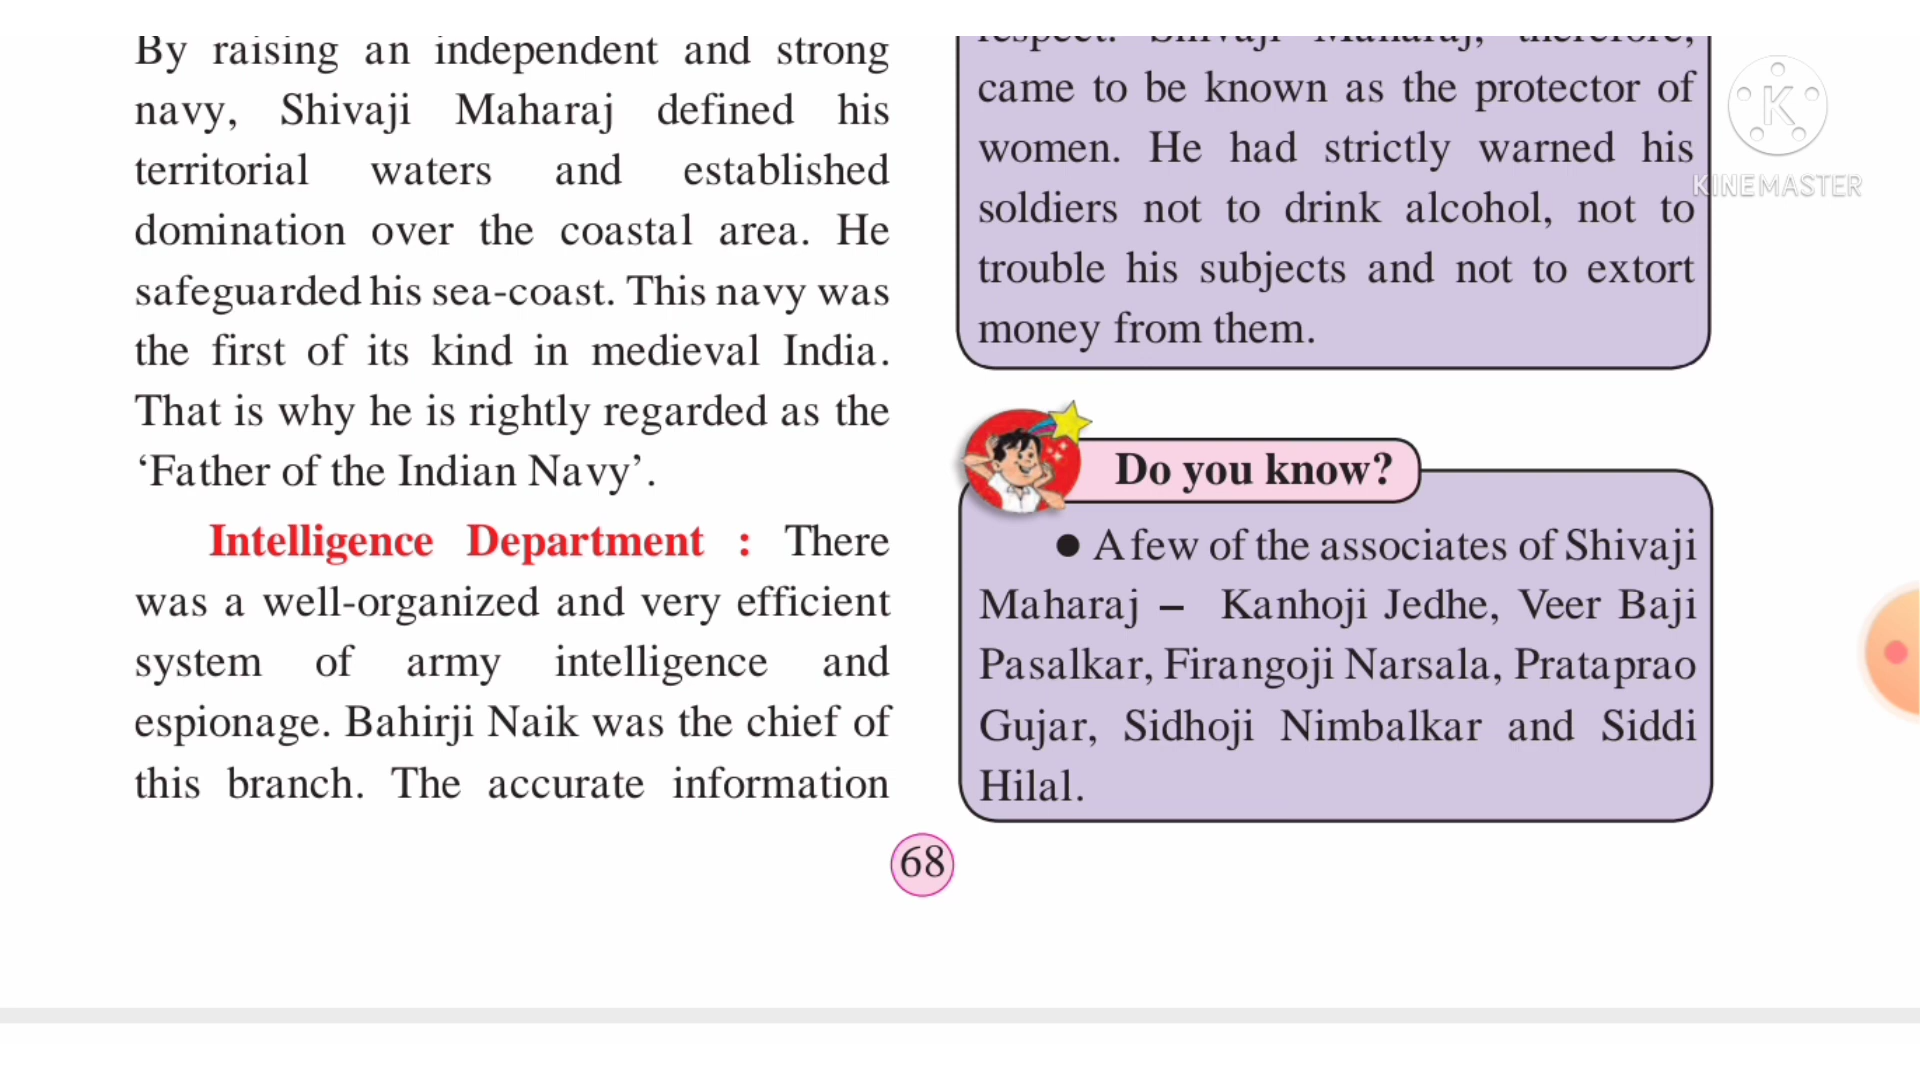 By raising an independent and strong
navy, Shivaji Maharaj defined his
territorial waters and established
domination over the coastal area. He
safeguarded his sea-coast. This navy was
the first of its kind in medieval India.
That is why he is rightly regarded as the
‘Father of the Indian Navy’.
Intelligence Department : There
was a well-organized and very efficient
system of army intelligence and
espionage. Bahirji Naik was the chief of
this branch. The accurate information
respect. Shivaji Maharaj, therefore,
came to be known as the protector of
women. He had strictly warned his
soldiers not to drink alcohol, not to
trouble his subjects and not to extort
money from them.
Do you know?
● A few of the associates of Shivaji
Maharaj – Kanhoji Jedhe, Veer Baji
Pasalkar, Firangoji Narsala, Prataprao
Gujar, Sidhoji Nimbalkar and Siddi
Hilal.
68
K
KINEMASTER